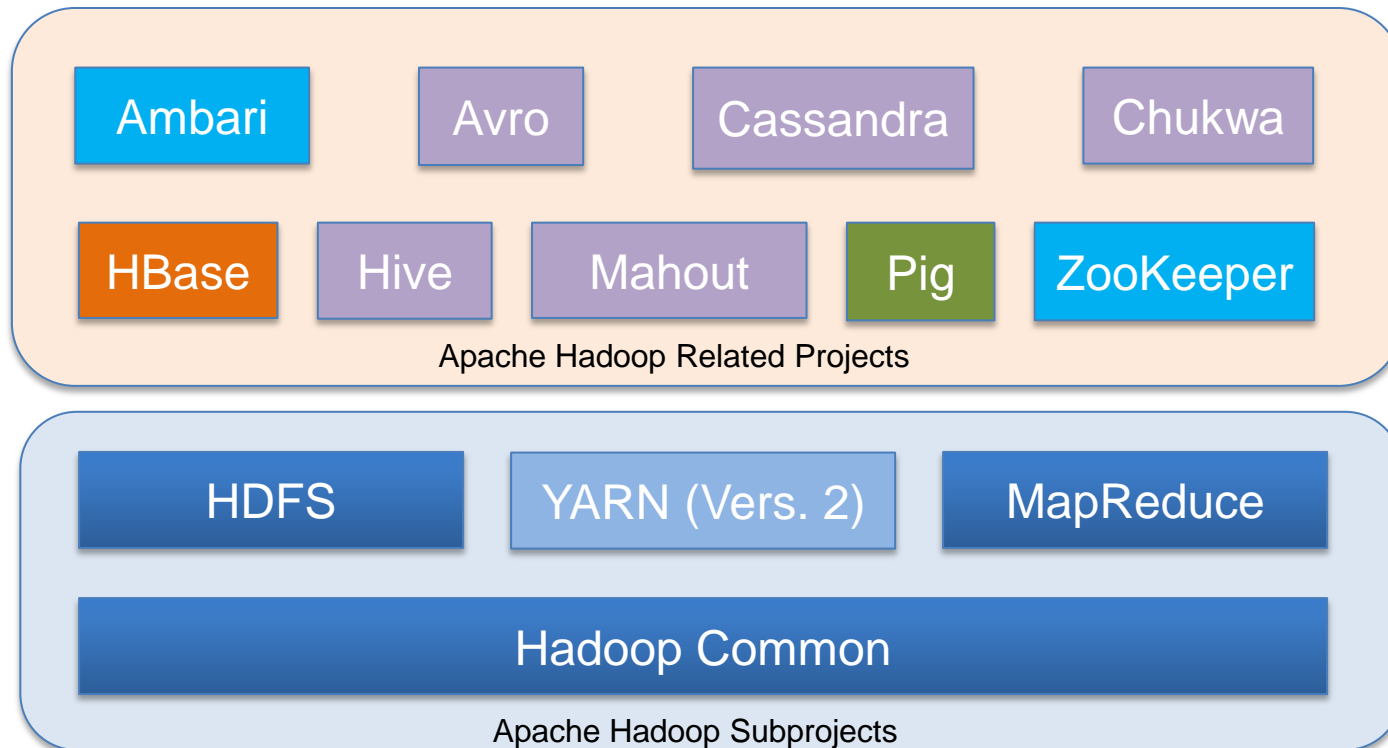 Ambari
Avro
Cassandra
Chukwa
HBase
Hive
Mahout
Pig
ZooKeeper
Apache Hadoop Related Projects
HDFS
YARN (Vers. 2)
MapReduce
Hadoop Common
Apache Hadoop Subprojects